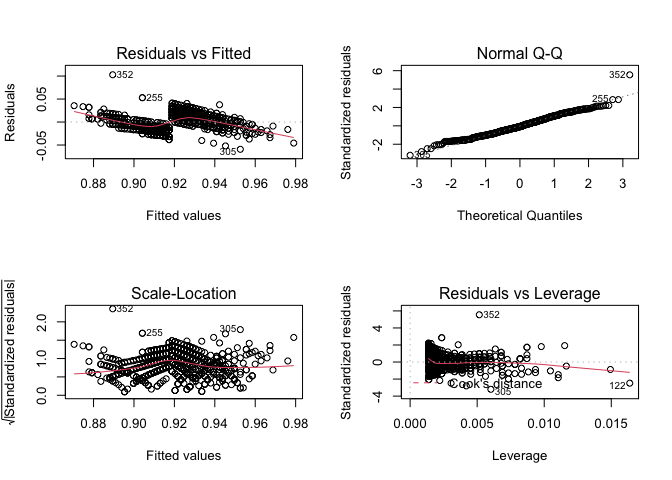 Residuals vs Fitted
Residuals
-0.05 0.05
352
255
305
0.88 0.90 0.92 0.94 0.96 0.98
Fitted values
Normal Q-Q
Standardized residuals
-2 2 6
352
255
305
-3 -2 -1 0 1 2 3
Theoretical Quantiles
Scale-Location
√|Standardized residuals|
0.0 1.0 2.0
352
255
305
0.88 0.90 0.92 0.94 0.96 0.98
Fitted values
Residuals vs Leverage
Standardized residuals
-4 0 4
352
Cook's distance
305
122
0.000 0.005 0.010 0.015
Leverage